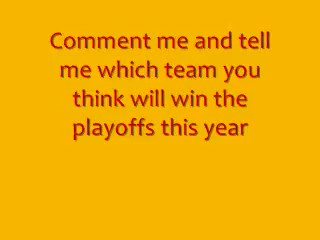 Comment me and tell
me which team you
think will win the
playoffs this year